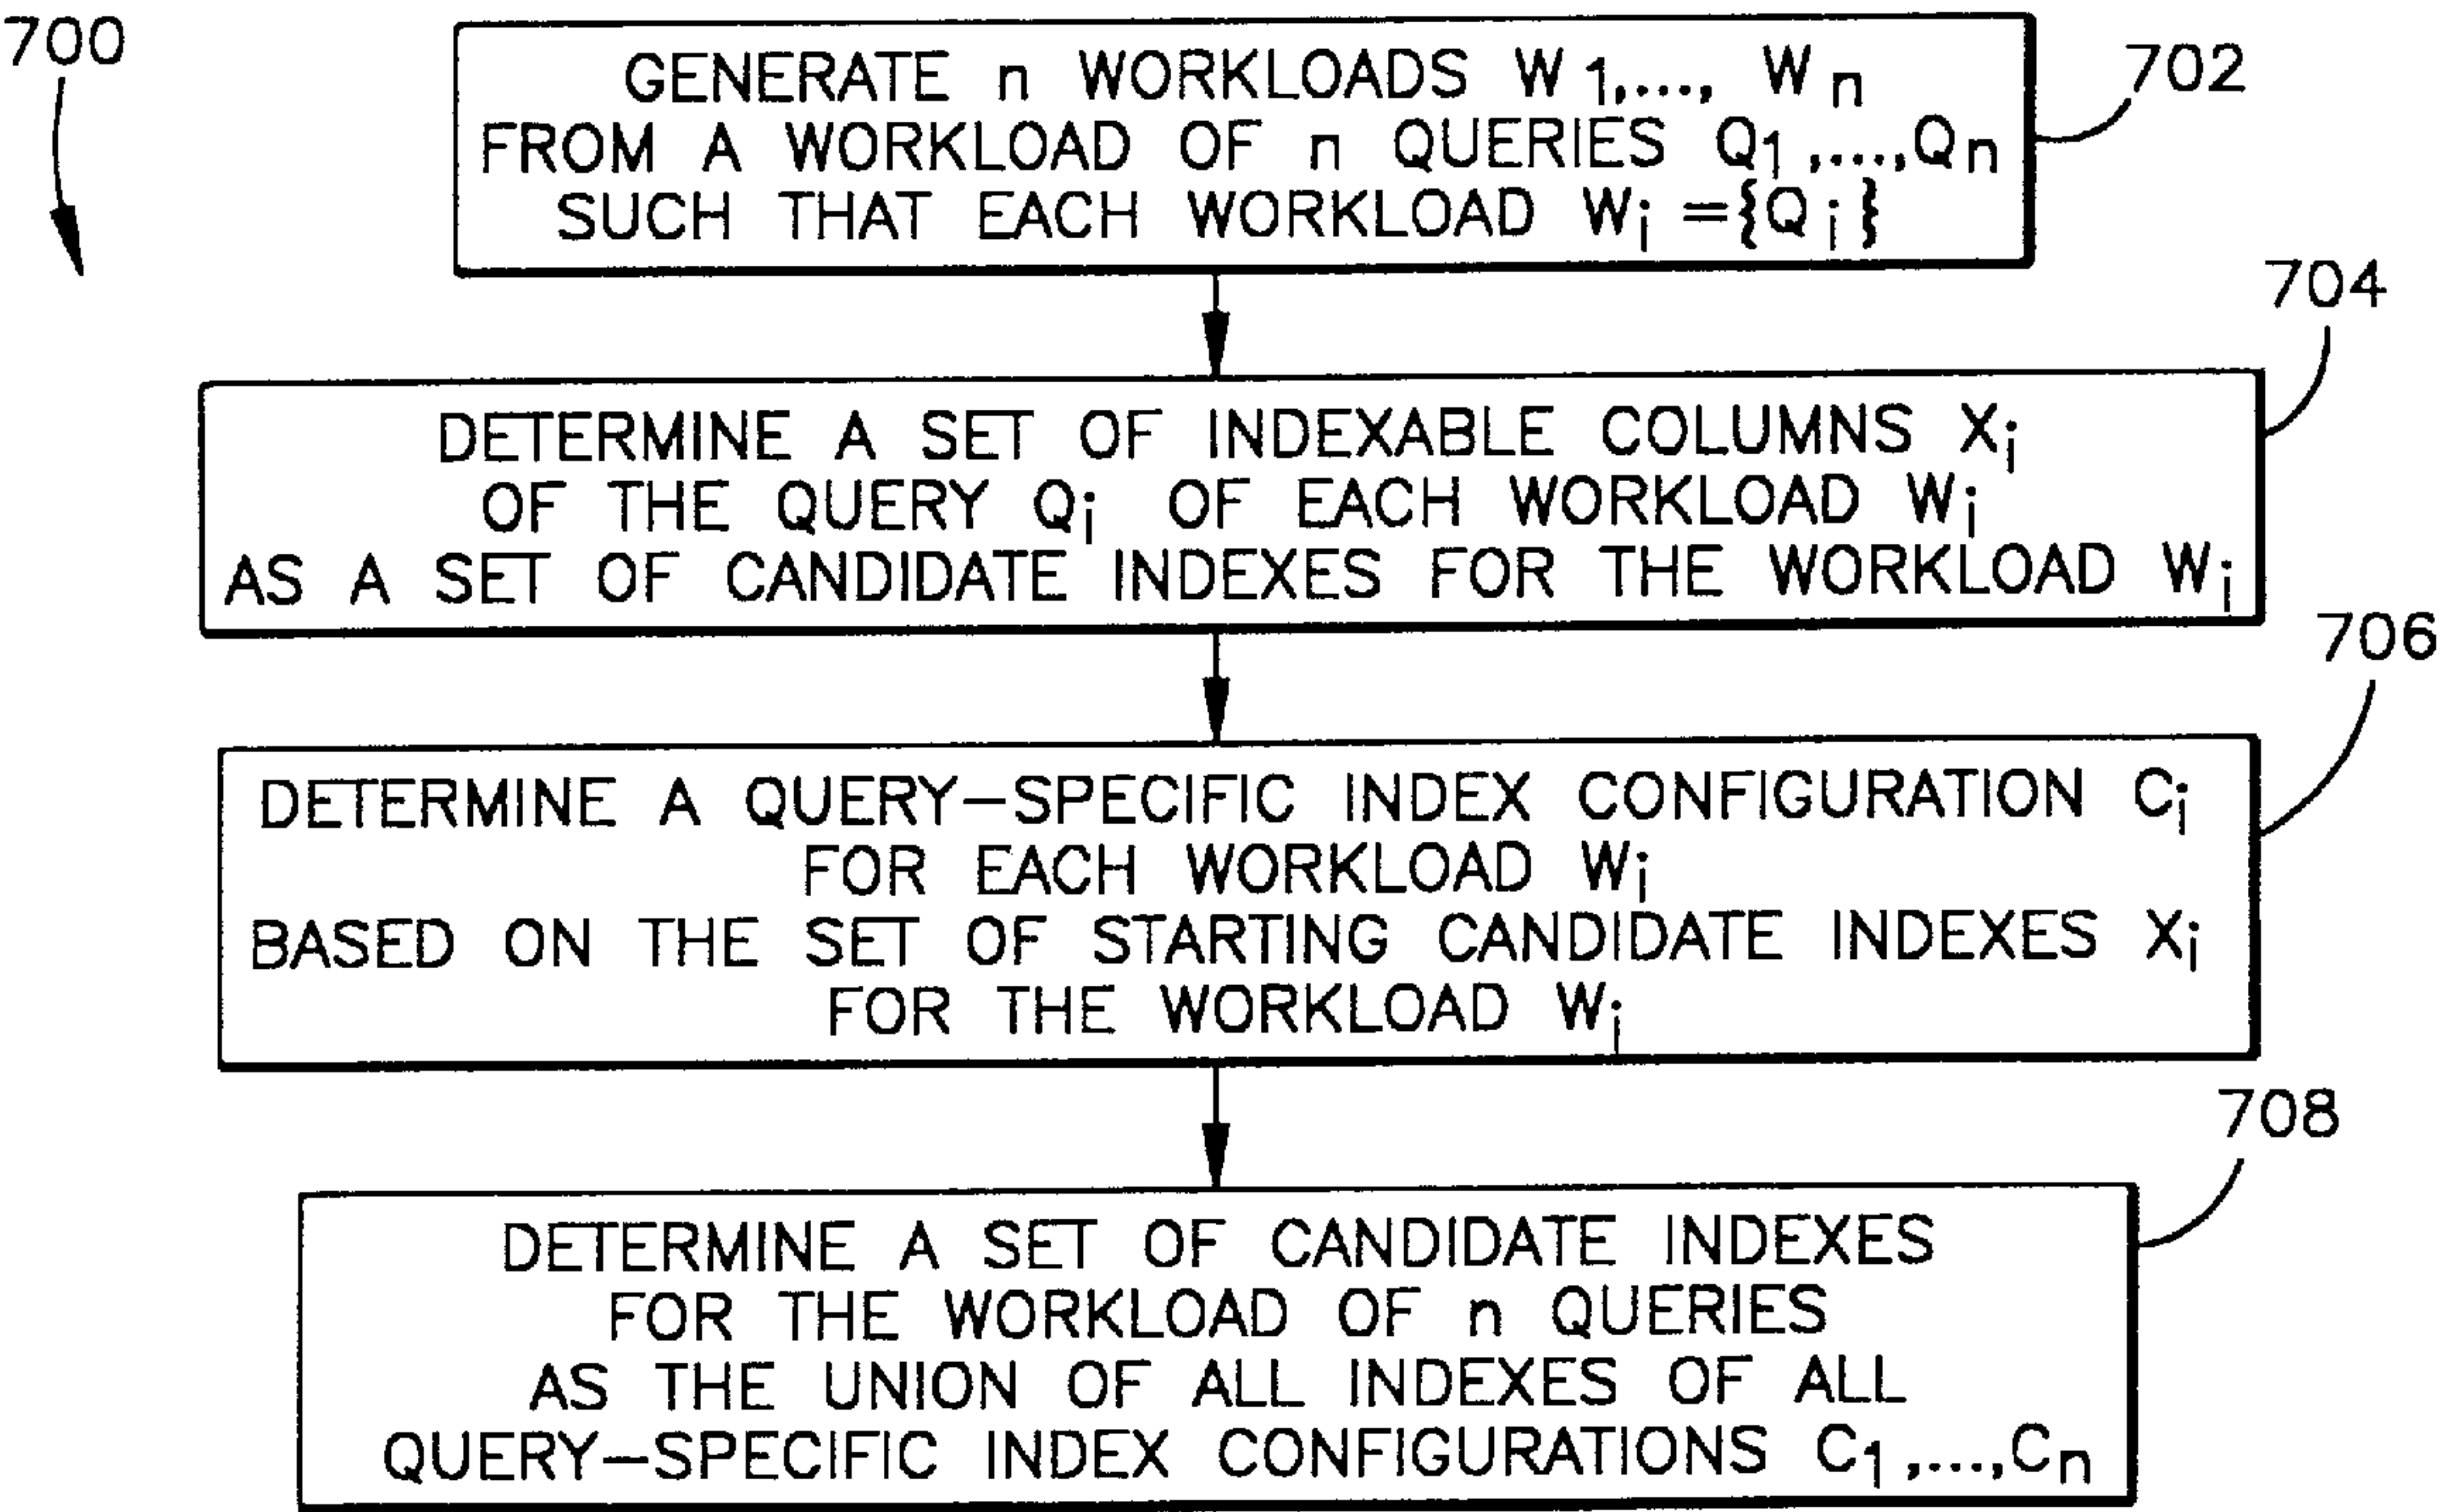 700
GENERATE n WORKLOADS W1,..., Wn
702
FROM A WORKLOAD OF n QUERIES Q1,...,Qn
SUCH THAT EACH WORKLOAD Wi ={Qi}
704
DETERMINE A SET OF INDEXABLE COLUMNS Xi
OF THE QUERY Qi OF EACH WORKLOAD Wi
AS A SET OF CANDIDATE INDEXES FOR THE WORKLOAD Wi
706
DETERMINE A QUERY–SPECIFIC INDEX CONFIGURATION Ci
FOR EACH WORKLOAD Wi
BASED ON THE SET OF STARTING CANDIDATE INDEXES Xi
FOR THE WORKLOAD Wi
708
DETERMINE A SET OF CANDIDATE INDEXES
FOR THE WORKLOAD OF n QUERIES
AS THE UNION OF ALL INDEXES OF ALL
QUERY–SPECIFIC INDEX CONFIGURATIONS C1,...,Cn